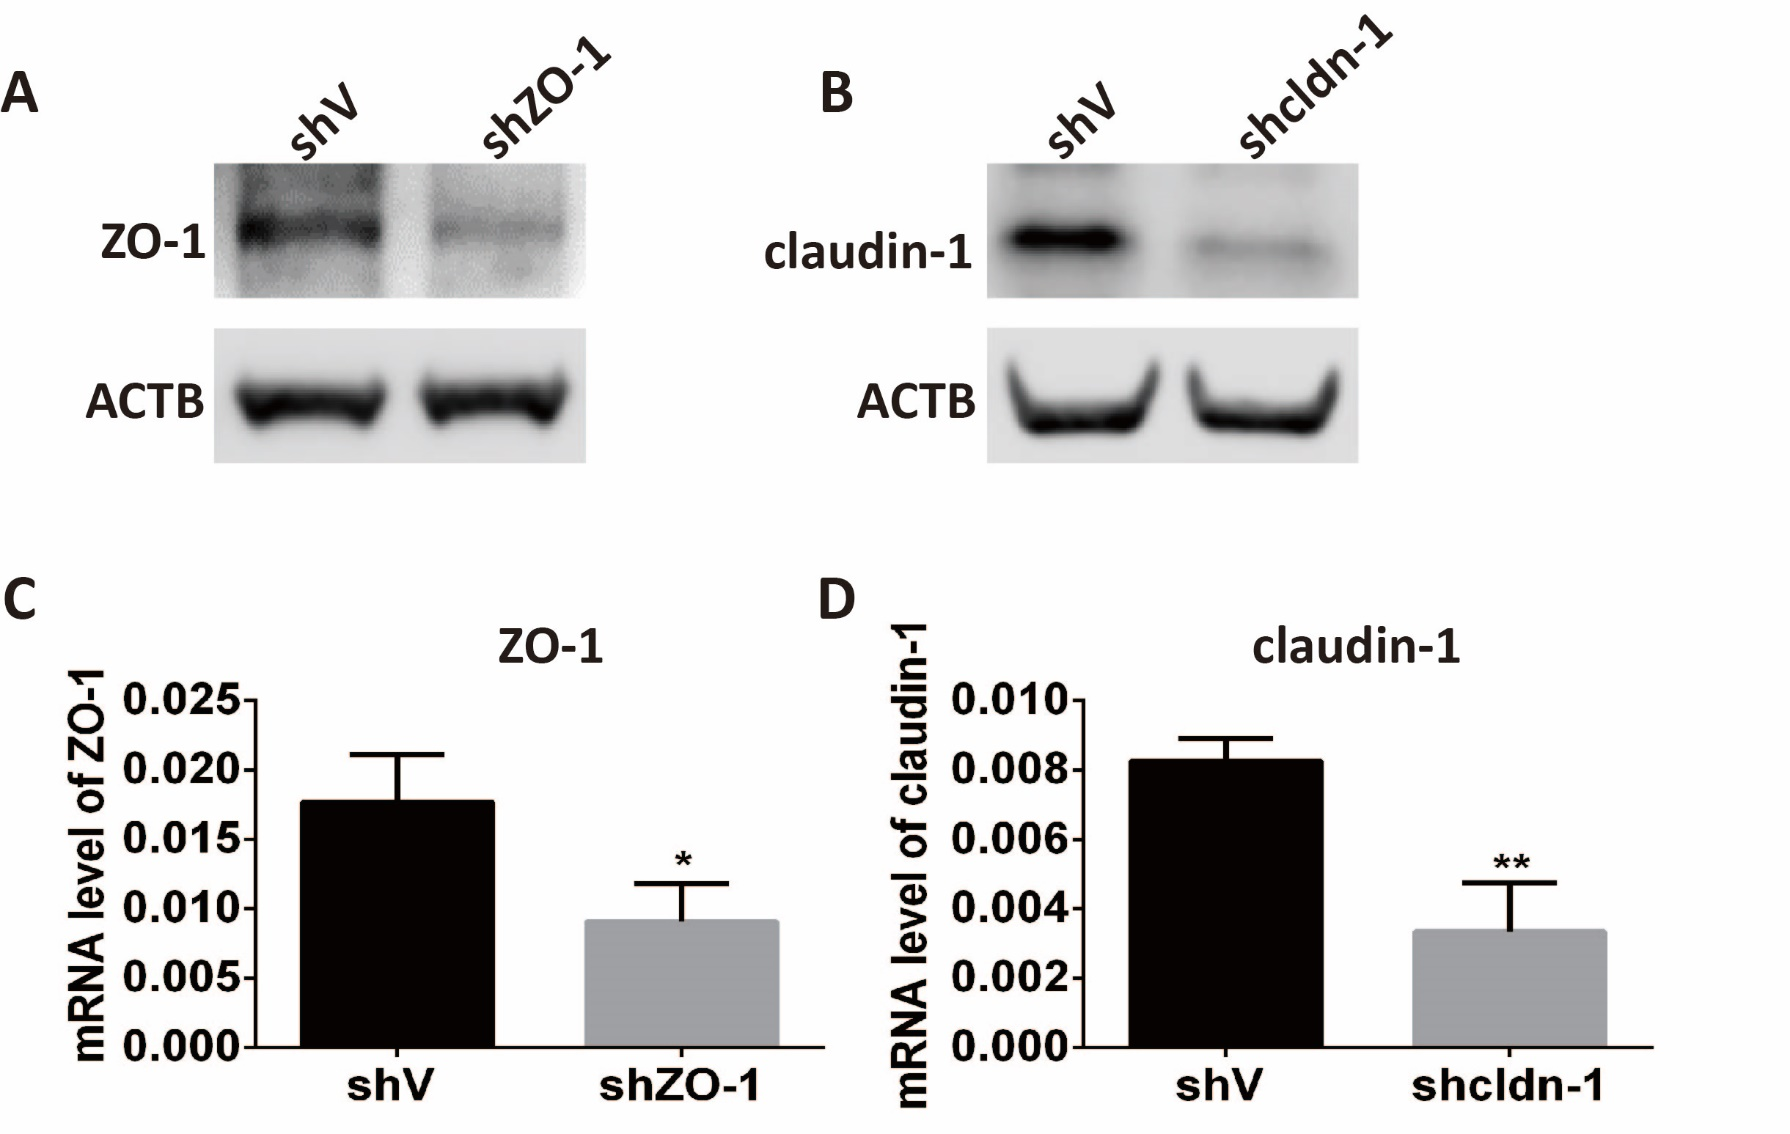 A
shV
shZO-1
ZO-1
ACTB
B
shV
shcldn-1
claudin-1
ACTB
C
ZO-1
mRNA level of ZO-1
0.025
0.020
0.015
0.010
0.005
0.000
*
shV
shZO-1
D
claudin-1
mRNA level of claudin-1
0.010
0.008
0.006
0.004
0.002
0.000
**
shV
shcldn-1